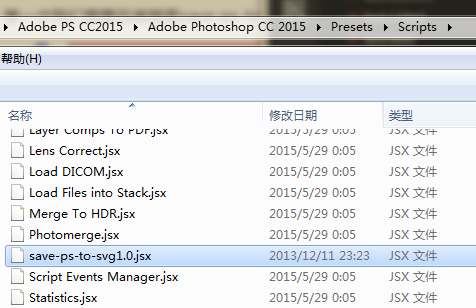 Adobe PS CC2015 ▸ Adobe Photoshop CC 2015 ▸ Presets ▸ Scripts ▸
帮助(H)
名称 修改日期 类型
Layer Comps To PDF.jsx 2015/5/29 0:05 JSX 文件
Lens Correct.jsx 2015/5/29 0:05 JSX 文件
Load DICOM.jsx 2015/5/29 0:05 JSX 文件
Load Files into Stack.jsx 2015/5/29 0:05 JSX 文件
Merge To HDR.jsx 2015/5/29 0:05 JSX 文件
Photomerge.jsx 2015/5/29 0:05 JSX 文件
save-ps-to-svg1.0.jsx 2013/12/11 23:23 JSX 文件
Script Events Manager.jsx 2015/5/29 0:05 JSX 文件
Statistics.jsx 2015/5/29 0:05 JSX 文件